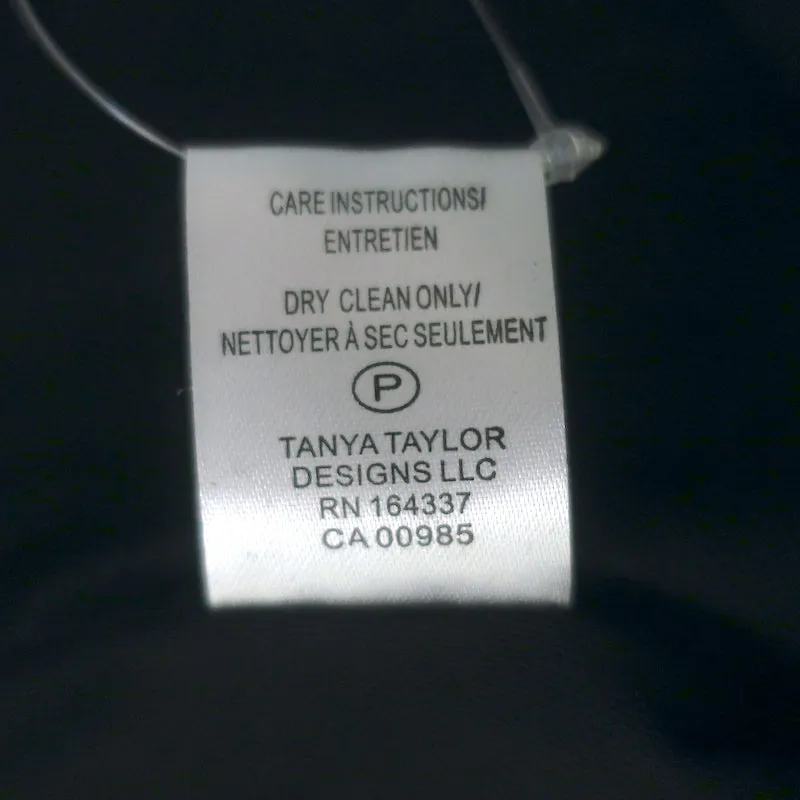 CARE INSTRUCTIONS/
ENTRETIEN
DRY CLEAN ONLY/
NETTOYER À SEC SEULEMENT
P
TANYA TAYLOR
DESIGNS LLC
RN 164337
CA 00985